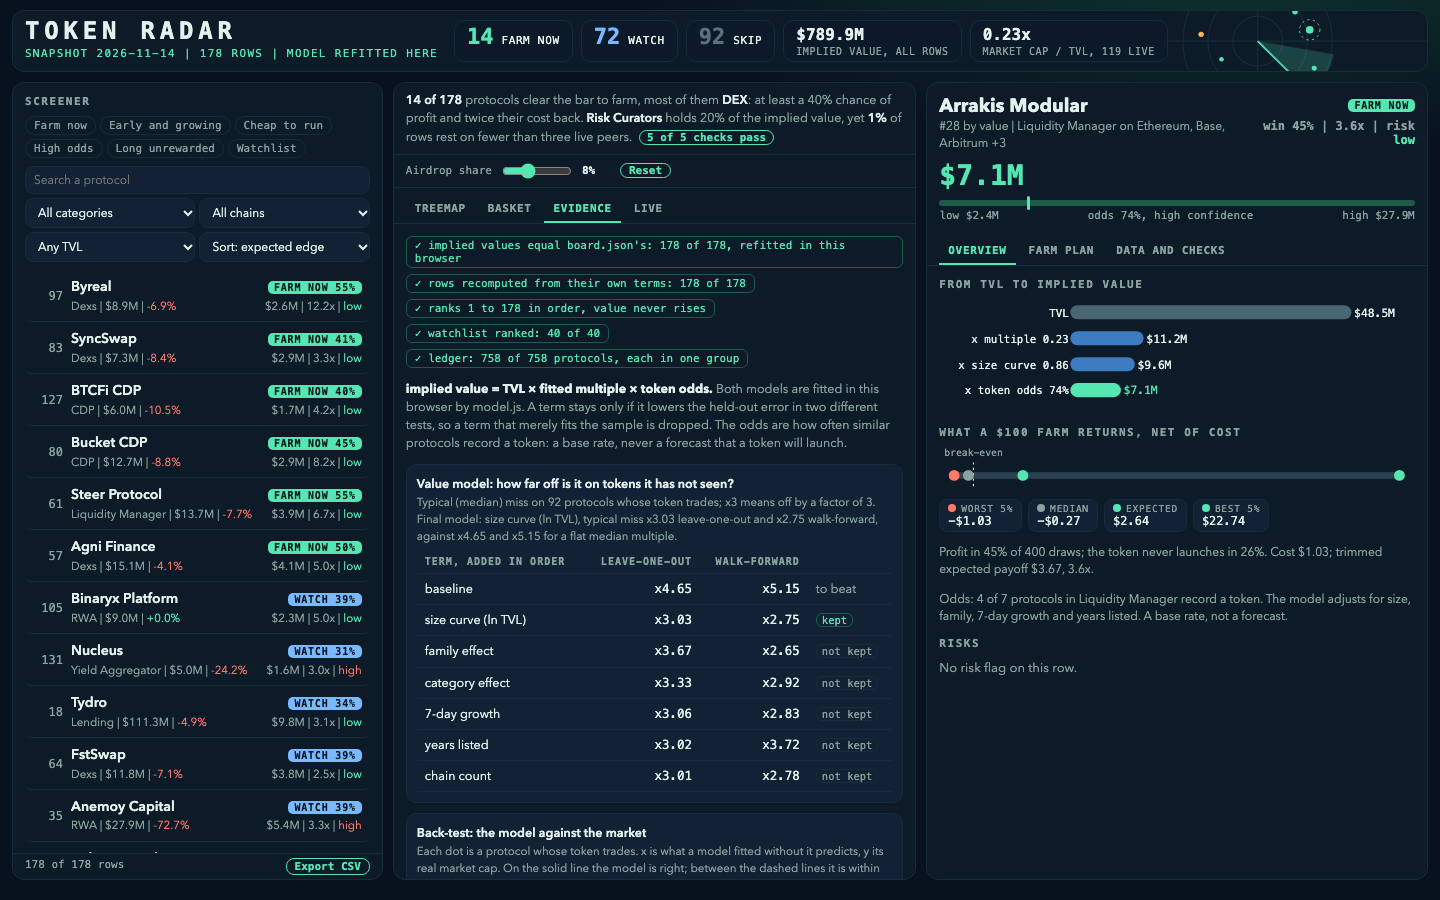 TOKEN RADAR
SNAPSHOT 2026-11-14 | 178 ROWS | MODEL REFITTED HERE
14 FARM NOW
72 WATCH
92 SKIP
$789.9M
IMPLIED VALUE, ALL ROWS
0.23x
MARKET CAP / TVL, 119 LIVE
SCREENER
Farm now
Early and growing
Cheap to run
High odds
Long unrewarded
Watchlist
Search a protocol
All categories
All chains
Any TVL
Sort: expected edge
97 Byreal FARM NOW 55%
Dexs | $8.9M | -6.9% $2.6M | 12.2x | low
83 SyncSwap FARM NOW 41%
Dexs | $7.3M | -8.4% $2.9M | 3.3x | low
127 BTCFi CDP FARM NOW 40%
CDP | $6.0M | -10.5% $1.7M | 4.2x | low
80 Bucket CDP FARM NOW 45%
CDP | $12.7M | -8.8% $2.9M | 8.2x | low
61 Steer Protocol FARM NOW 55%
Liquidity Manager | $13.7M | -7.7% $3.9M | 6.7x | low
57 Agni Finance FARM NOW 50%
Dexs | $15.1M | -4.1% $4.1M | 5.0x | low
105 Binaryx Platform WATCH 39%
RWA | $9.0M | +0.0% $2.3M | 5.0x | low
131 Nucleus WATCH 31%
Yield Aggregator | $5.0M | -24.2% $1.6M | 3.0x | high
18 Tydro WATCH 34%
Lending | $111.3M | -4.9% $9.8M | 3.1x | low
64 FstSwap WATCH 39%
Dexs | $11.8M | -7.1% $3.8M | 2.5x | low
35 Anemoy Capital WATCH 39%
RWA | $27.9M | -72.7% $5.4M | 3.3x | high
178 of 178 rows
Export CSV
14 of 178 protocols clear the bar to farm, most of them DEX: at least a 40% chance of
profit and twice their cost back. Risk Curators holds 20% of the implied value, yet 1% of
rows rest on fewer than three live peers. 5 of 5 checks pass
Airdrop share 8% Reset
TREEMAP BASKET EVIDENCE LIVE
✓ implied values equal board.json's: 178 of 178, refitted in this
browser
✓ rows recomputed from their own terms: 178 of 178
✓ ranks 1 to 178 in order, value never rises
✓ watchlist ranked: 40 of 40
✓ ledger: 758 of 758 protocols, each in one group
implied value = TVL × fitted multiple × token odds. Both models are fitted in this
browser by model.js. A term stays only if it lowers the held-out error in two different
tests, so a term that merely fits the sample is dropped. The odds are how often similar
protocols record a token: a base rate, never a forecast that a token will launch.
Value model: how far off is it on tokens it has not seen?
Typical (median) miss on 92 protocols whose token trades; x3 means off by a factor of 3.
Final model: size curve (ln TVL), typical miss x3.03 leave-one-out and x2.75 walk-forward,
against x4.65 and x5.15 for a flat median multiple.
TERM, ADDED IN ORDER LEAVE-ONE-OUT WALK-FORWARD
baseline x4.65 x5.15 to beat
size curve (ln TVL) x3.03 x2.75 kept
family effect x3.67 x2.65 not kept
category effect x3.33 x2.92 not kept
7-day growth x3.06 x2.83 not kept
years listed x3.02 x3.72 not kept
chain count x3.01 x2.78 not kept
Back-test: the model against the market
Each dot is a protocol whose token trades. x is what a model fitted without it predicts, y its
real market cap. On the solid line the model is right; between the dashed lines it is within
Arrakis Modular FARM NOW
#28 by value | Liquidity Manager on Ethereum, Base,
Arbitrum +3
win 45% | 3.6x | risk
low
$7.1M
low $2.4M odds 74%, high confidence high $27.9M
OVERVIEW FARM PLAN DATA AND CHECKS
FROM TVL TO IMPLIED VALUE
TVL $48.5M
x multiple 0.23 $11.2M
x size curve 0.86 $9.6M
x token odds 74% $7.1M
WHAT A $100 FARM RETURNS, NET OF COST
break-even
WORST 5%
−$1.03
MEDIAN
−$0.27
EXPECTED
$2.64
BEST 5%
$22.74
Profit in 45% of 400 draws; the token never launches in 26%. Cost $1.03; trimmed
expected payoff $3.67, 3.6x.
Odds: 4 of 7 protocols in Liquidity Manager record a token. The model adjusts for size,
family, 7-day growth and years listed. A base rate, not a forecast.
RISKS
No risk flag on this row.